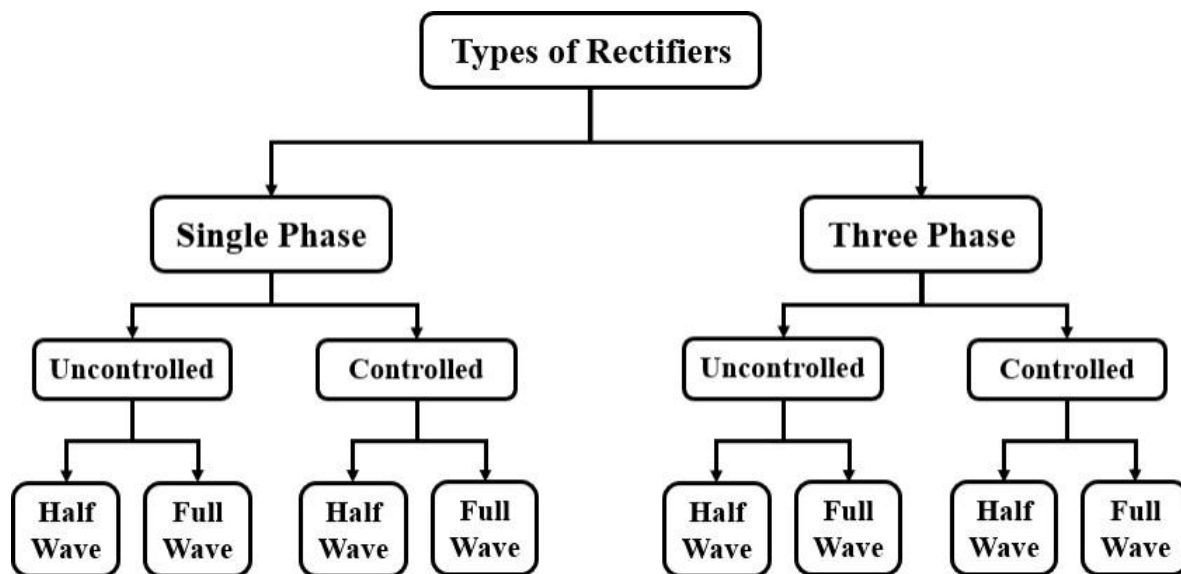 Types of Rectifiers
Single Phase
Three Phase
Uncontrolled
Controlled
Uncontrolled
Controlled
Half
Wave
Full
Wave
Half
Wave
Full
Wave
Half
Wave
Full
Wave
Half
Wave
Full
Wave